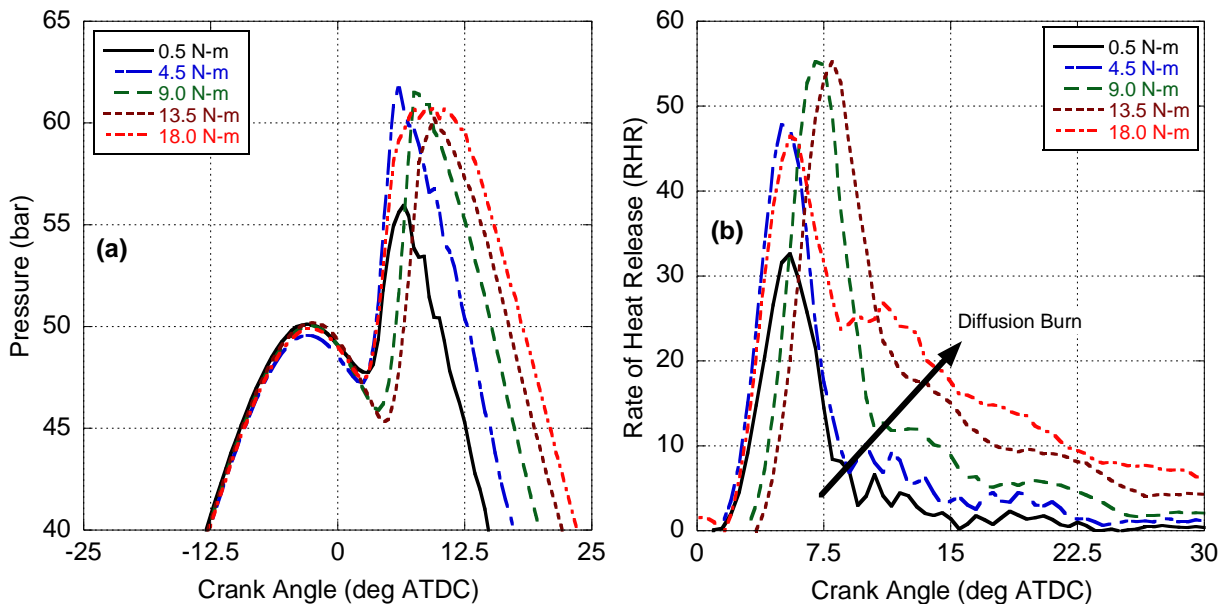 65
60
55
50
45
40
Pressure (bar)
0.5 N-m
4.5 N-m
9.0 N-m
13.5 N-m
18.0 N-m
(a)
-25
-12.5
0
12.5
25
Crank Angle (deg ATDC)
60
50
40
30
20
10
0
Rate of Heat Release (RHR)
0.5 N-m
4.5 N-m
9.0 N-m
13.5 N-m
18.0 N-m
(b)
Diffusion Burn
0
7.5
15
22.5
30
Crank Angle (deg ATDC)